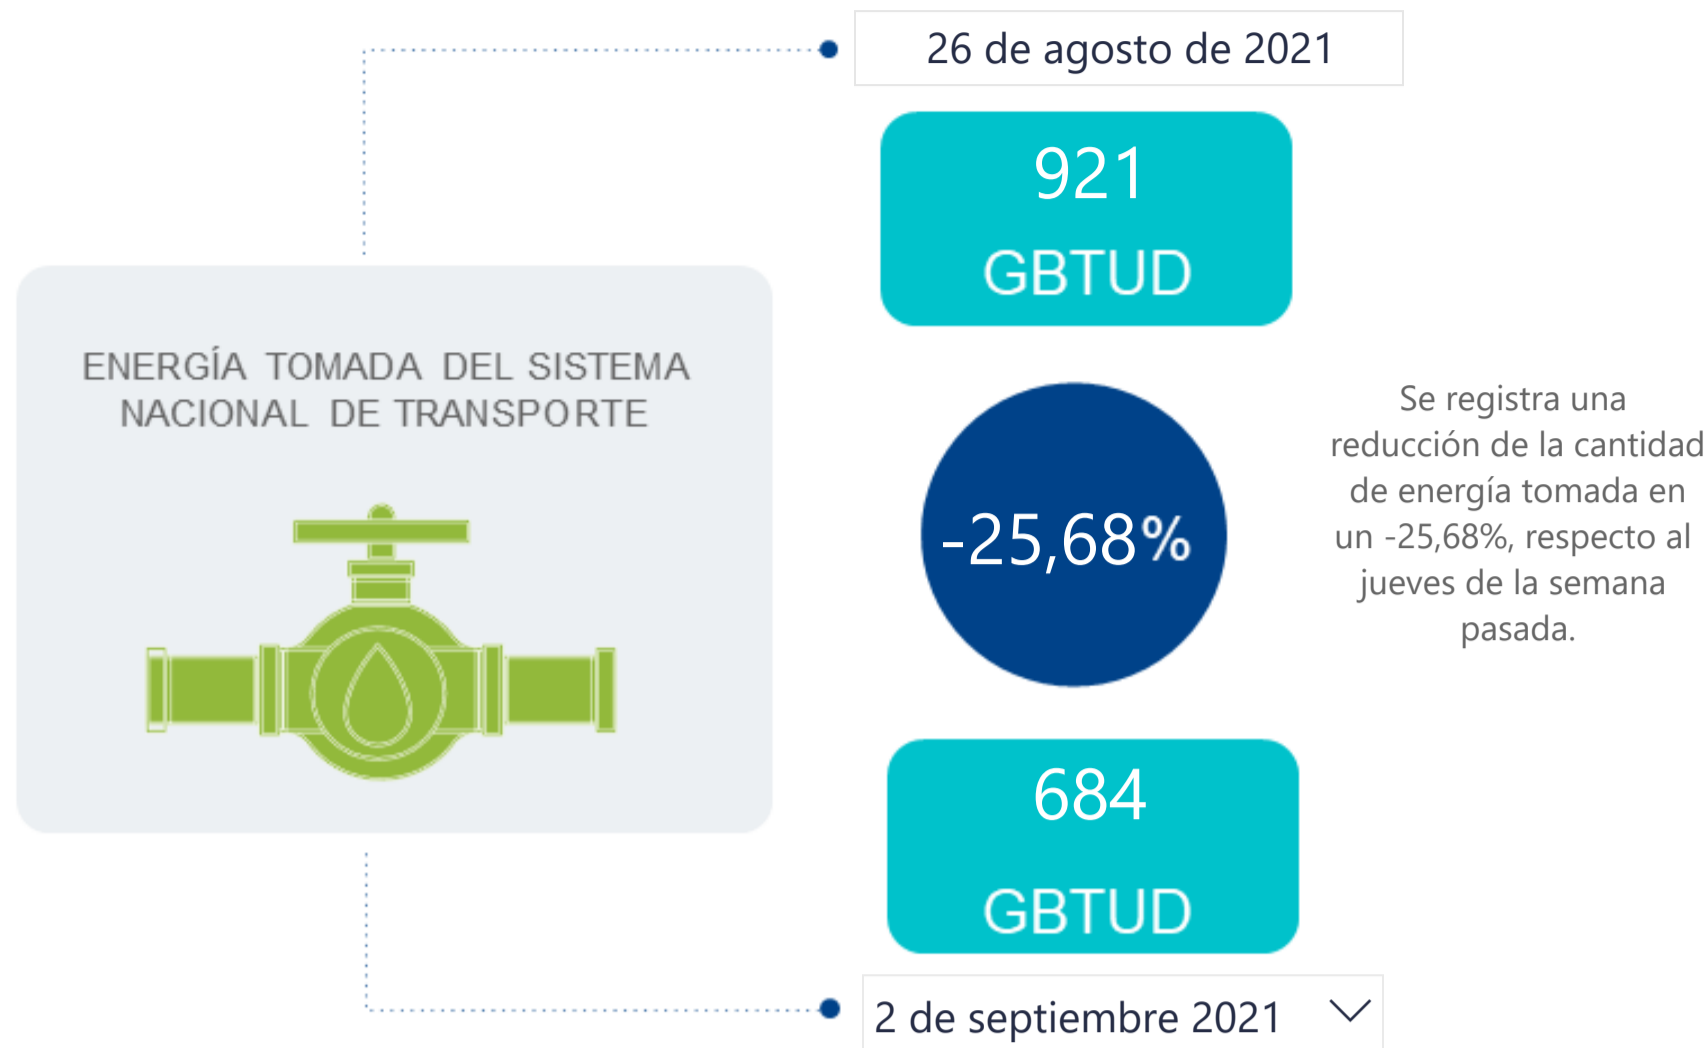 26 de agosto de 2021
921
GBTUD
ENERGÍA TOMADA DEL SISTEMA
NACIONAL DE TRANSPORTE
-25,68%
Se registra una
reducción de la cantidad
de energía tomada en
un -25,68%, respecto al
jueves de la semana
pasada.
684
GBTUD
2 de septiembre 2021